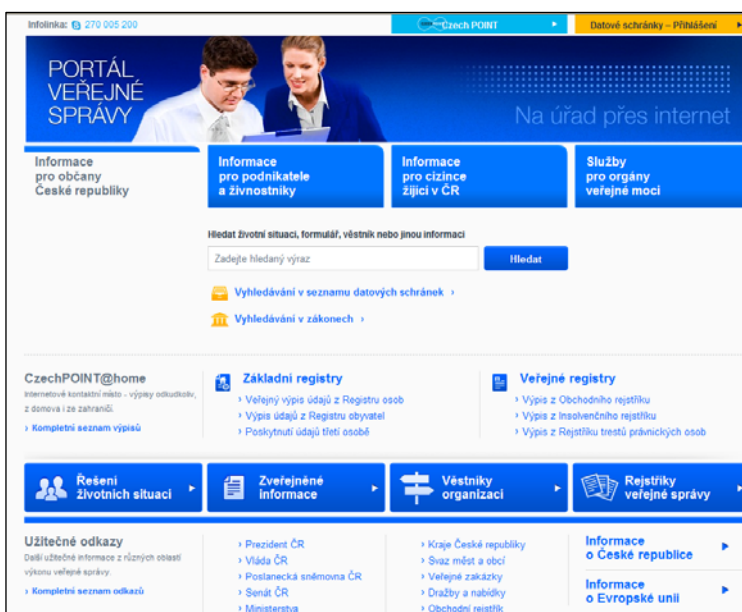 Infolinka: 270 005 200
Czech POINT
Datové schránky – Přihlášení
PORTÁL
VEŘEJNÉ
SPRÁVY
Na úřad přes internet
Informace
pro občany
České republiky
Informace
pro podnikatele
a živnostníky
Informace
pro cizince
žijící v ČR
Služby
pro orgány
veřejné moci
Hledat životní situaci, formulář, věstník nebo jinou informaci
Zadejte hledaný výraz
Hledat
Vyhledávání v seznamu datových schránek ›
Vyhledávání v zákonech ›
CzechPOINT@home
Internetové kontaktní místo - výpisy odkudkoliv,
z domova i ze zahraničí.
› Kompletní seznam výpisů
Základní registry
› Veřejný výpis údajů z Registru osob
› Výpis údajů z Registru obyvatel
› Poskytnutí údajů třetí osobě
Veřejné registry
› Výpis z Obchodního rejstříku
› Výpis z Insolvenčního rejstříku
› Výpis z Rejstříku trestů právnických osob
Řešení
životních situací
Zveřejněné
informace
Věstníky
organizací
Rejstříky
veřejné správy
Užitečné odkazy
Další užitečné informace z různých oblastí
výkonu veřejné správy.
› Kompletní seznam odkazů
› Prezident ČR
› Vláda ČR
› Poslanecká sněmovna ČR
› Senát ČR
› Ministerstva
› Kraje České republiky
› Svaz měst a obcí
› Veřejné zakázky
› Dražby a nabídky
› Obchodní rejstřík
Informace
o České republice
Informace
o Evropské unii